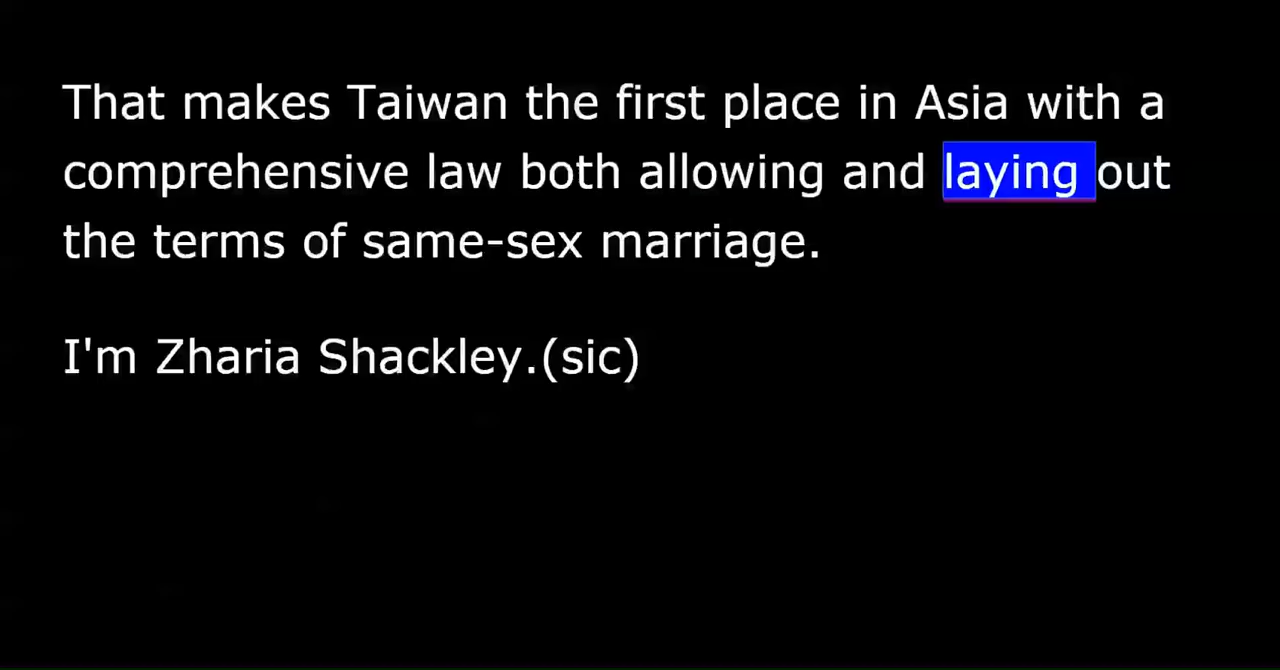 That makes Taiwan the first place in Asia with a
comprehensive law both allowing and laying out
the terms of same-sex marriage.
I'm Zharia Shackley.(sic)